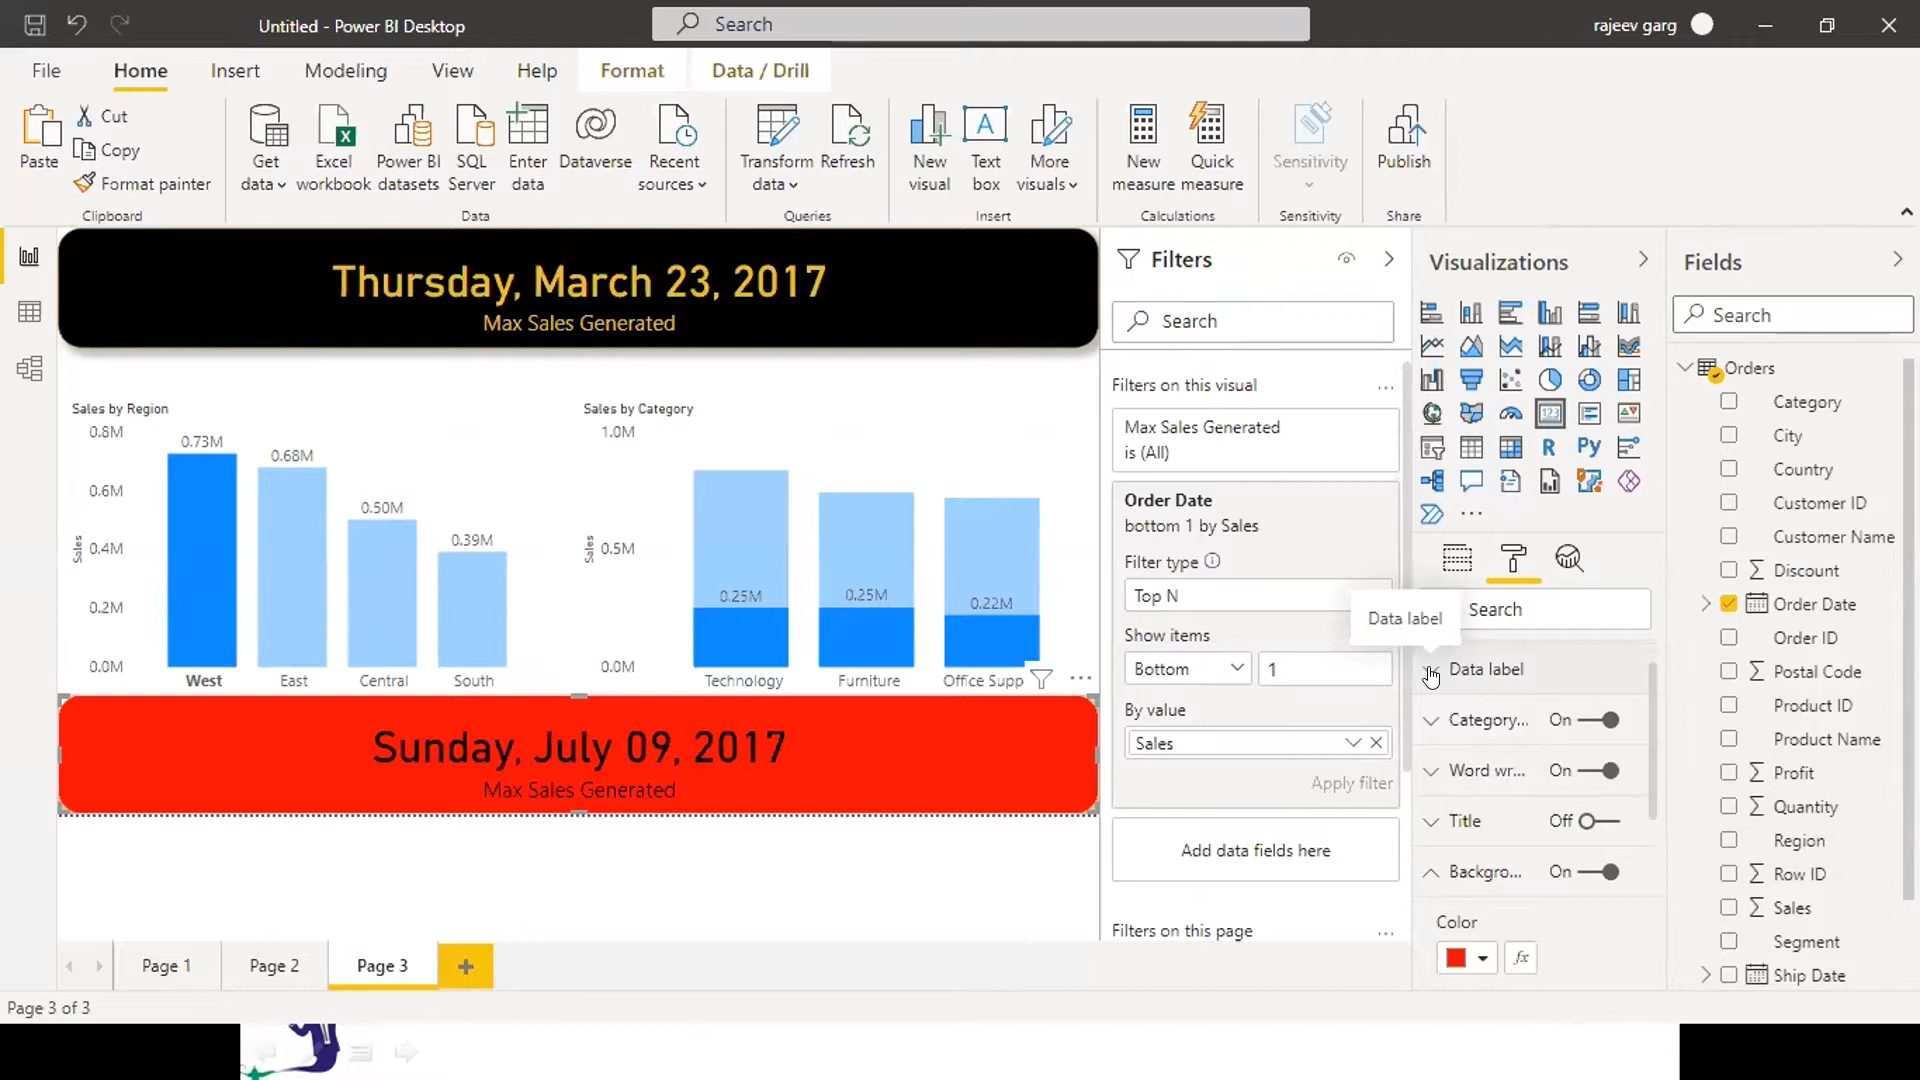 Untitled - Power BI Desktop
Search
rajeev garg
File
Home
Insert
Modeling
View
Help
Format
Data / Drill
Paste
Cut
Copy
Format painter
Clipboard
Get data
Excel workbook
Power BI datasets
SQL Server
Enter data
Dataverse
Recent sources
Data
Transform data
Refresh
Queries
New visual
Text box
More visuals
Insert
New measure
Quick measure
Calculations
Sensitivity
Sensitivity
Publish
Share
Thursday, March 23, 2017
Max Sales Generated
Sales by Region
0.8M
0.6M
0.4M
0.2M
0.0M
Sales
0.73M
0.68M
0.50M
0.39M
West
East
Central
South
Sales by Category
1.0M
0.5M
0.0M
Sales
0.25M
0.25M
0.22M
Technology
Furniture
Office Supp
Sunday, July 09, 2017
Max Sales Generated
Filters
Search
Filters on this visual
...
Max Sales Generated
is (All)
Order Date
bottom 1 by Sales
Filter type
Top N
Show items
Bottom
1
By value
Sales
Apply filter
Add data fields here
Filters on this page
...
Visualizations
123
R
Py
...
Search
Data label
Data label
Category... On
Word wr... On
Title Off
Backgro... On
Color
fx
Fields
Search
Orders
Category
City
Country
Customer ID
Customer Name
Discount
Order Date
Order ID
Postal Code
Product ID
Product Name
Profit
Quantity
Region
Row ID
Sales
Segment
Ship Date
Page 1
Page 2
Page 3
Page 3 of 3